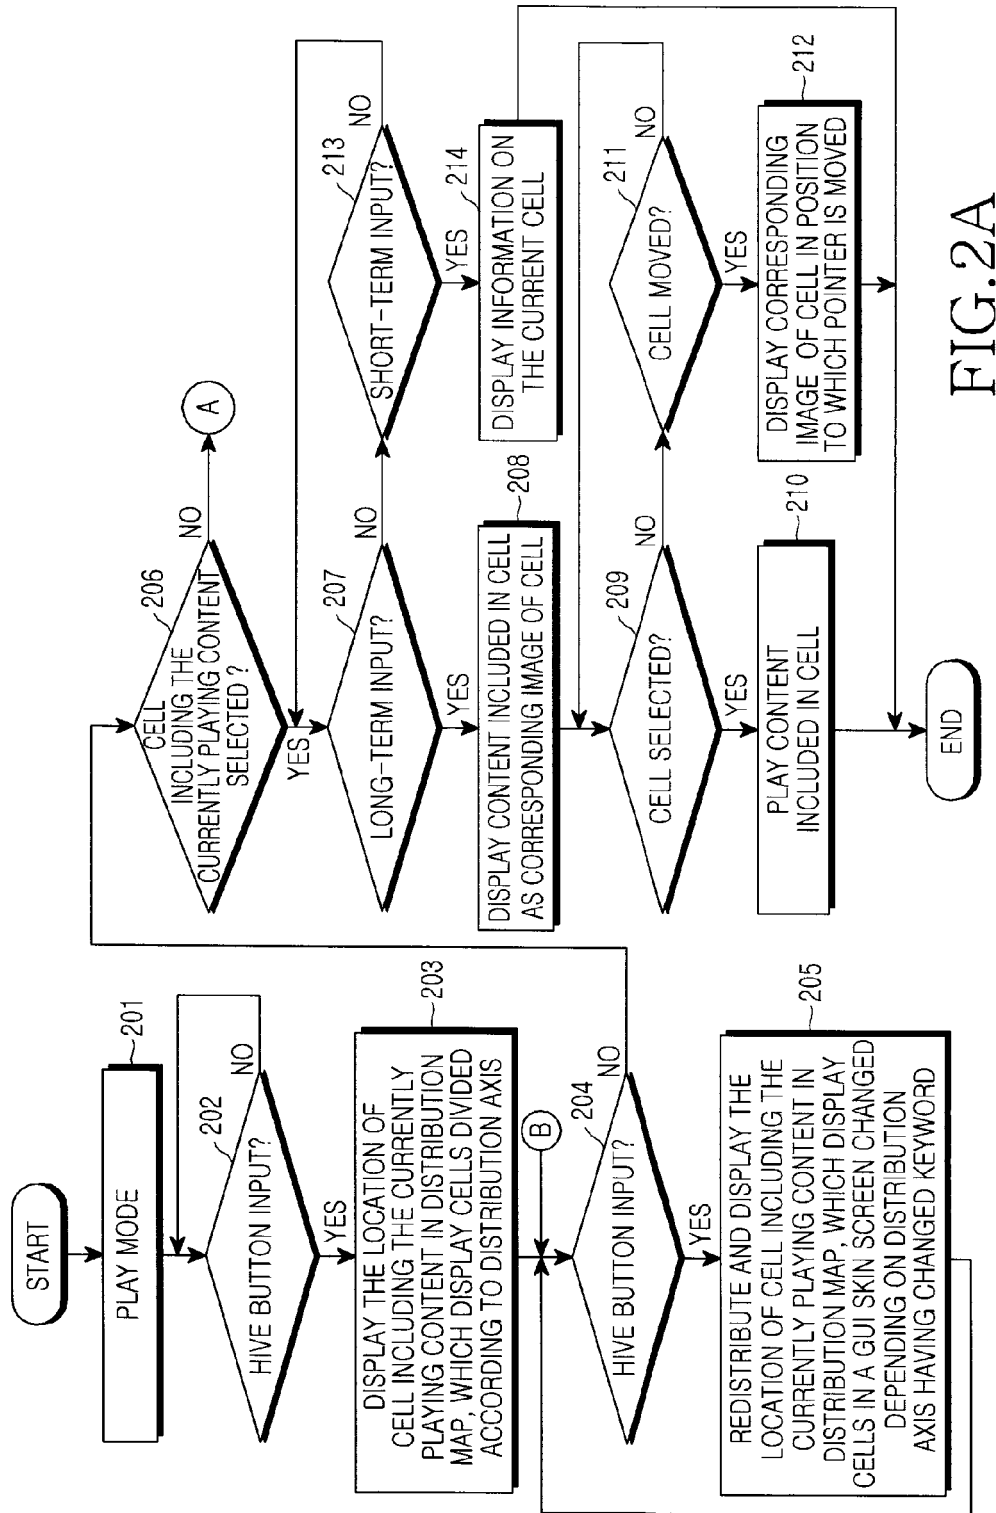 START
PLAY MODE
201
HIVE BUTTON INPUT?
202
NO
YES
DISPLAY THE LOCATION OF
CELL INCLUDING THE CURRENTLY
PLAYING CONTENT IN DISTRIBUTION
MAP, WHICH DISPLAY CELLS DIVIDED
ACCORDING TO DISTRIBUTION AXIS
203
B
HIVE BUTTON INPUT?
204
NO
YES
REDISTRIBUTE AND DISPLAY THE
LOCATION OF CELL INCLUDING THE
CURRENTLY PLAYING CONTENT IN
DISTRIBUTION MAP, WHICH DISPLAY
CELLS IN A GUI SKIN SCREEN CHANGED
DEPENDING ON DISTRIBUTION
AXIS HAVING CHANGED KEYWORD
205
CELL
INCLUDING THE
CURRENTLY PLAYING CONTENT
SELECTED ?
206
NO
A
YES
LONG-TERM INPUT?
207
NO
YES
SHORT-TERM INPUT?
213
NO
YES
DISPLAY CONTENT INCLUDED IN CELL
AS CORRESPONDING IMAGE OF CELL
208
DISPLAY INFORMATION ON
THE CURRENT CELL
214
CELL SELECTED?
209
NO
YES
CELL MOVED?
211
NO
YES
PLAY CONTENT
INCLUDED IN CELL
210
DISPLAY CORRESPONDING
IMAGE OF CELL IN POSITION
TO WHICH POINTER IS MOVED
212
END
FIG.2A